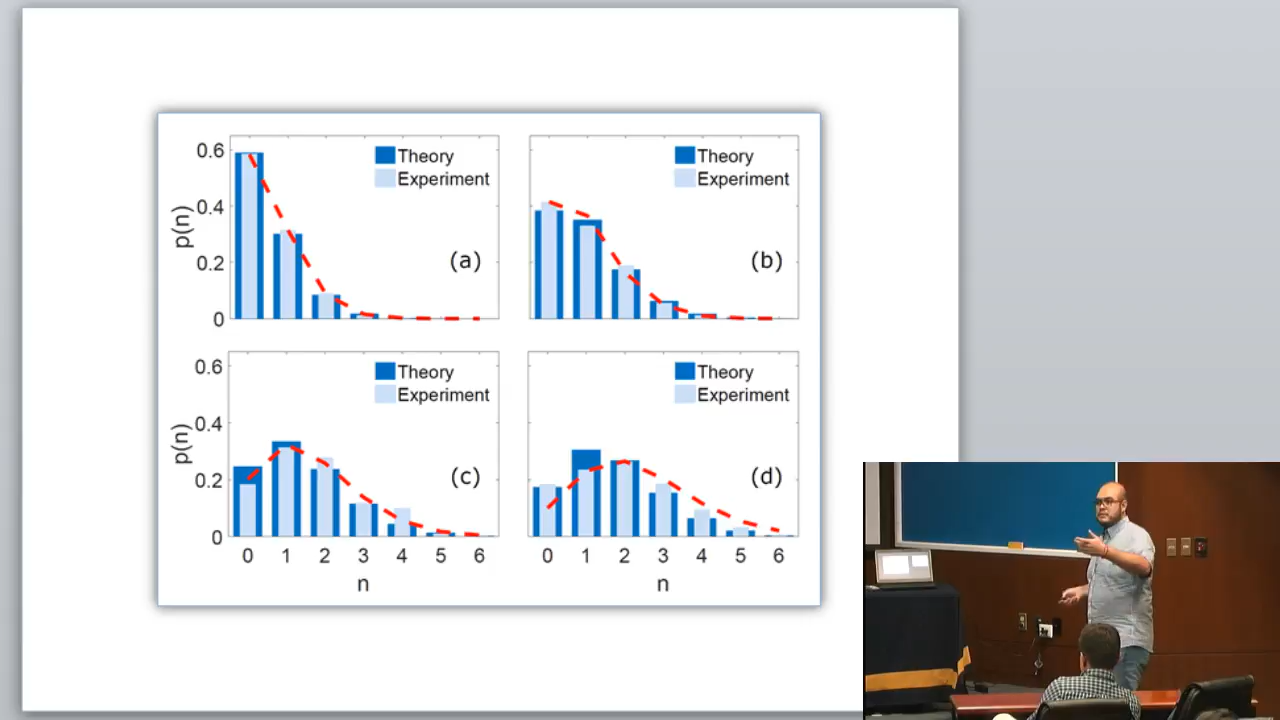 0.6
0.4
0.2
0
p(n)
Theory
Experiment
(a)
Theory
Experiment
(b)
0.6
0.4
0.2
0
p(n)
Theory
Experiment
(c)
0 1 2 3 4 5 6
n
Theory
Experiment
(d)
0 1 2 3 4 5 6
n